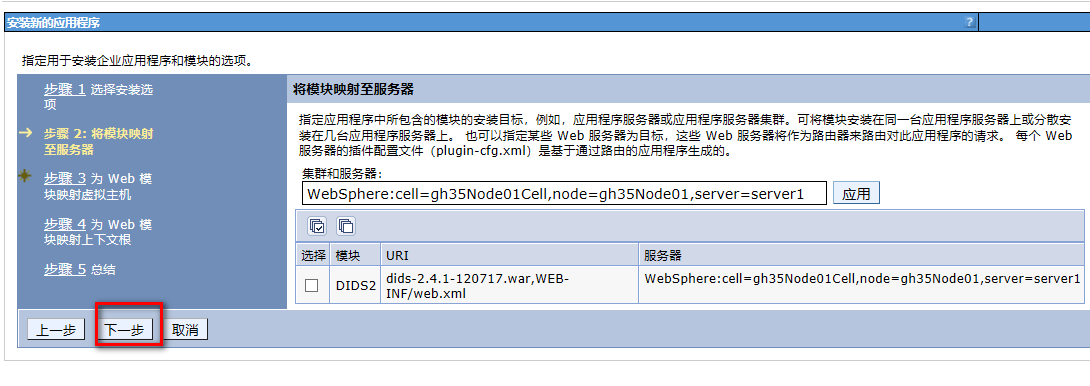 安装新的应用程序
?
指定用于安装企业应用程序和模块的选项。
步骤 1 选择安装选
项
步骤 2: 将模块映射
至服务器
步骤 3 为 Web 模
块映射虚拟主机
步骤 4 为 Web 模
块映射上下文根
步骤 5 总结
将模块映射至服务器
指定应用程序中所包含的模块的安装目标，例如，应用程序服务器或应用程序服务器集群。可将模块安装在同一台应用程序服务器上或分散安
装在几台应用程序服务器上。 也可以指定某些 Web 服务器为目标，这些 Web 服务器将作为路由器来路由对此应用程序的请求。 每个 Web
服务器的插件配置文件（plugin-cfg.xml）是基于通过路由的应用程序生成的。
集群和服务器:
WebSphere:cell=gh35Node01Cell,node=gh35Node01,server=server1
应用
选择 模块 URI 服务器
DIDS2 dids-2.4.1-120717.war,WEB- WebSphere:cell=gh35Node01Cell,node=gh35Node01,server=server1
INF/web.xml
上一步 下一步 取消